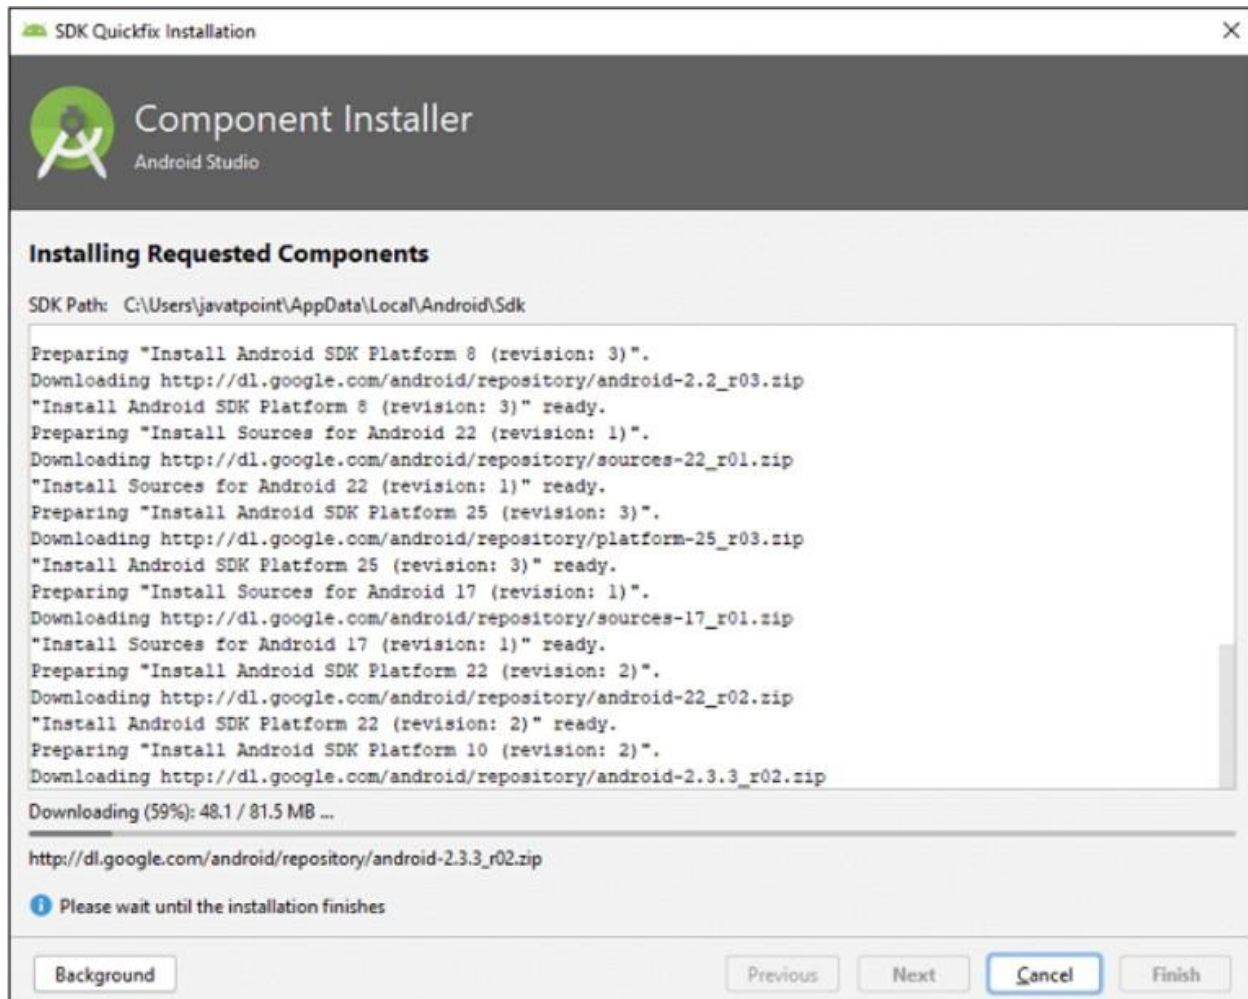 SDK Quickfix Installation
Component Installer
Android Studio
Installing Requested Components
SDK Path: C:\Users\javatpoint\AppData\Local\Android\Sdk
Preparing "Install Android SDK Platform 8 (revision: 3)".
Downloading http://dl.google.com/android/repository/android-2.2_r03.zip
"Install Android SDK Platform 8 (revision: 3)" ready.
Preparing "Install Sources for Android 22 (revision: 1)".
Downloading http://dl.google.com/android/repository/sources-22_r01.zip
"Install Sources for Android 22 (revision: 1)" ready.
Preparing "Install Android SDK Platform 25 (revision: 3)".
Downloading http://dl.google.com/android/repository/platform-25_r03.zip
"Install Android SDK Platform 25 (revision: 3)" ready.
Preparing "Install Sources for Android 17 (revision: 1)".
Downloading http://dl.google.com/android/repository/sources-17_r01.zip
"Install Sources for Android 17 (revision: 1)" ready.
Preparing "Install Android SDK Platform 22 (revision: 2)".
Downloading http://dl.google.com/android/repository/android-22_r02.zip
"Install Android SDK Platform 22 (revision: 2)" ready.
Preparing "Install Android SDK Platform 10 (revision: 2)".
Downloading http://dl.google.com/android/repository/android-2.3.3_r02.zip
Downloading (59%): 48.1 / 81.5 MB ...
http://dl.google.com/android/repository/android-2.3.3_r02.zip
Please wait until the installation finishes
Background Previous Next Cancel Finish